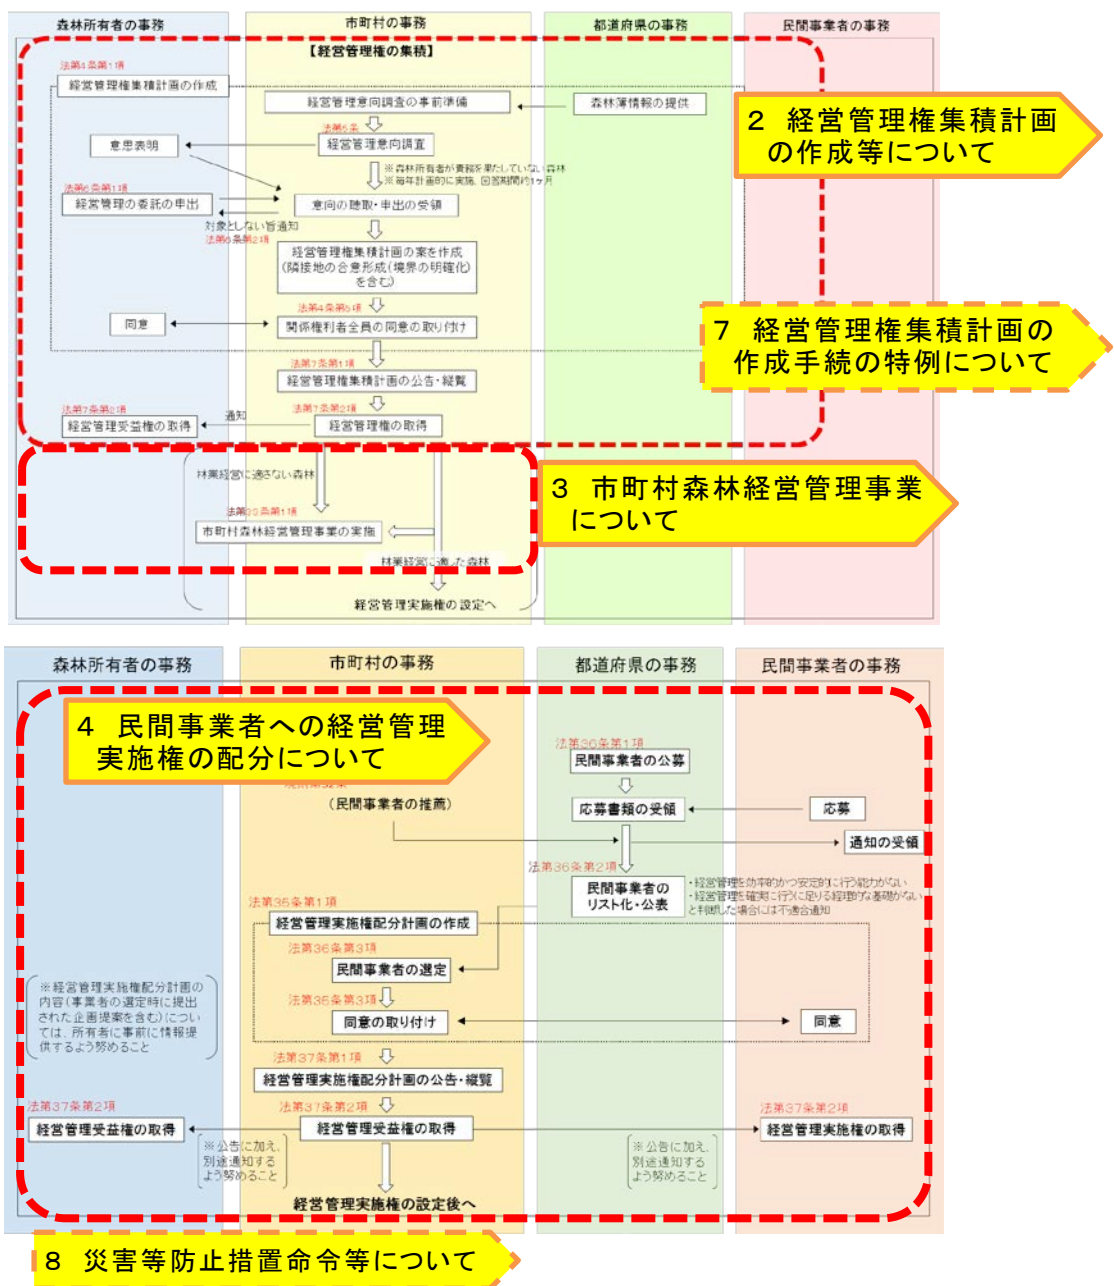 森林所有者の事務
市町村の事務
都道府県の事務
民間事業者の事務
【経営管理権の集積】
法第4条第1項
経営管理権集積計画の作成
経営管理意向調査の事前準備
森林簿情報の提供
2 経営管理権集積計画
の作成等について
法第5条
経営管理意向調査
意思表明
※森林所有者が責務を果たしていない森林
※毎年計画的に実施、回答期間約1ヶ月
法第6条第1項
経営管理の委託の申出
意向の聴取・申出の受領
対象としない旨通知
法第6条第2項
経営管理権集積計画の案を作成
(隣接地の合意形成(境界の明確化)
を含む)
法第4条第5項
同意
関係権利者全員の同意の取り付け
7 経営管理権集積計画の
作成手続の特例について
法第7条第1項
経営管理権集積計画の公告・縦覧
法第7条第2項
経営管理受益権の取得
通知
法第7条第2項
経営管理権の取得
林業経営に適さない森林
3 市町村森林経営管理事業
について
法第33条第1項
市町村森林経営管理事業の実施
林業経営に適した森林
経営管理実施権の設定へ
森林所有者の事務
市町村の事務
都道府県の事務
民間事業者の事務
4 民間事業者への経営管理
実施権の配分について
法第36条第1項
民間事業者の公募
(民間事業者の推薦)
応募書類の受領
応募
通知の受領
法第36条第2項
民間事業者の
リスト化・公表
・経営管理を効率的かつ安定的に行う能力がない
・経営管理を確実に行うに足りる経理的な基礎がない
と判断した場合には不適合通知
法第35条第1項
経営管理実施権配分計画の作成
法第36条第3項
民間事業者の選定
※経営管理実施権配分計画の
内容(事業者の選定時に提出
された企画提案を含む)につい
ては、所有者に事前に情報提
供するよう努めること
法第35条第3項
同意の取り付け
同意
法第37条第1項
経営管理実施権配分計画の公告・縦覧
法第37条第2項
経営管理受益権の取得
法第37条第2項
経営管理受益権の取得
法第37条第2項
経営管理実施権の取得
※公告に加え、
別途通知する
よう努めること
※公告に加え、
別途通知する
よう努めること
経営管理実施権の設定後へ
8 災害等防止措置命令等について